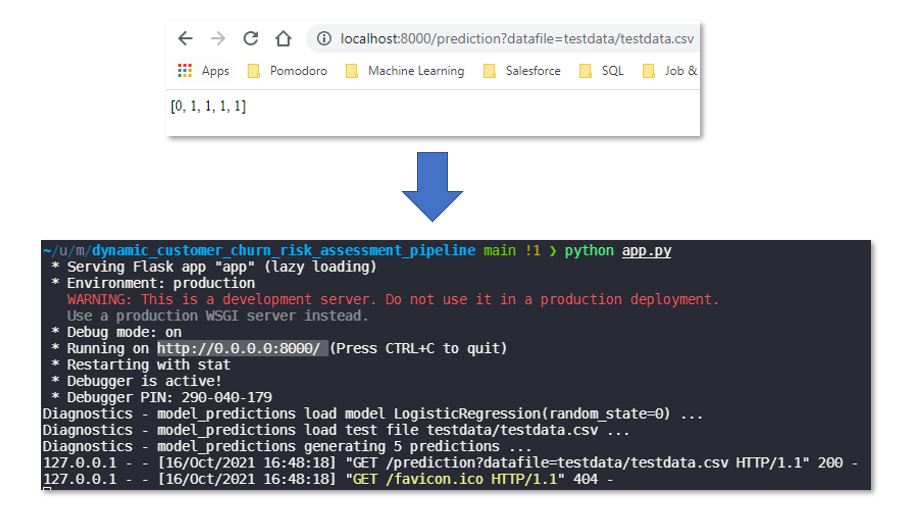 localhost:8000/prediction?datafile=testdata/testdata.csv
Apps Pomodoro Machine Learning Salesforce SQL Job &
[0, 1, 1, 1, 1]
~/u/m/dynamic_customer_churn_risk_assessment_pipeline main !1 ❯ python app.py
* Serving Flask app "app" (lazy loading)
* Environment: production
WARNING: This is a development server. Do not use it in a production deployment.
Use a production WSGI server instead.
* Debug mode: on
* Running on http://0.0.0.0:8000/ (Press CTRL+C to quit)
* Restarting with stat
* Debugger is active!
* Debugger PIN: 290-040-179
Diagnostics - model_predictions load model LogisticRegression(random_state=0) ...
Diagnostics - model_predictions load test file testdata/testdata.csv ...
Diagnostics - model_predictions generating 5 predictions ...
127.0.0.1 - - [16/Oct/2021 16:48:18] "GET /prediction?datafile=testdata/testdata.csv HTTP/1.1" 200 -
127.0.0.1 - - [16/Oct/2021 16:48:18] "GET /favicon.ico HTTP/1.1" 404 -